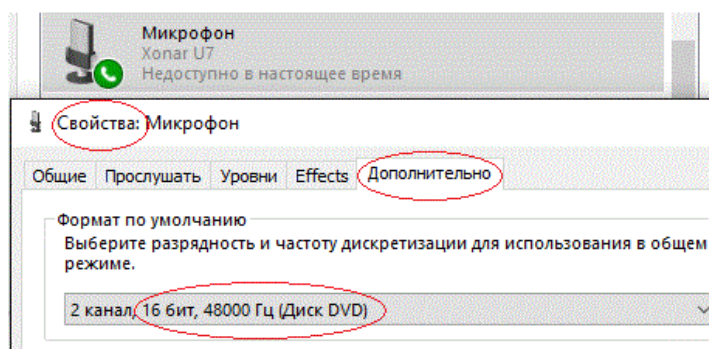 Микрофон
Xonar U7
Недоступно в настоящее время
Свойства: Микрофон
Общие Прослушать Уровни Effects Дополнительно
Формат по умолчанию
Выберите разрядность и частоту дискретизации для использования в общем
режиме.
2 канал, 16 бит, 48000 Гц (Диск DVD)